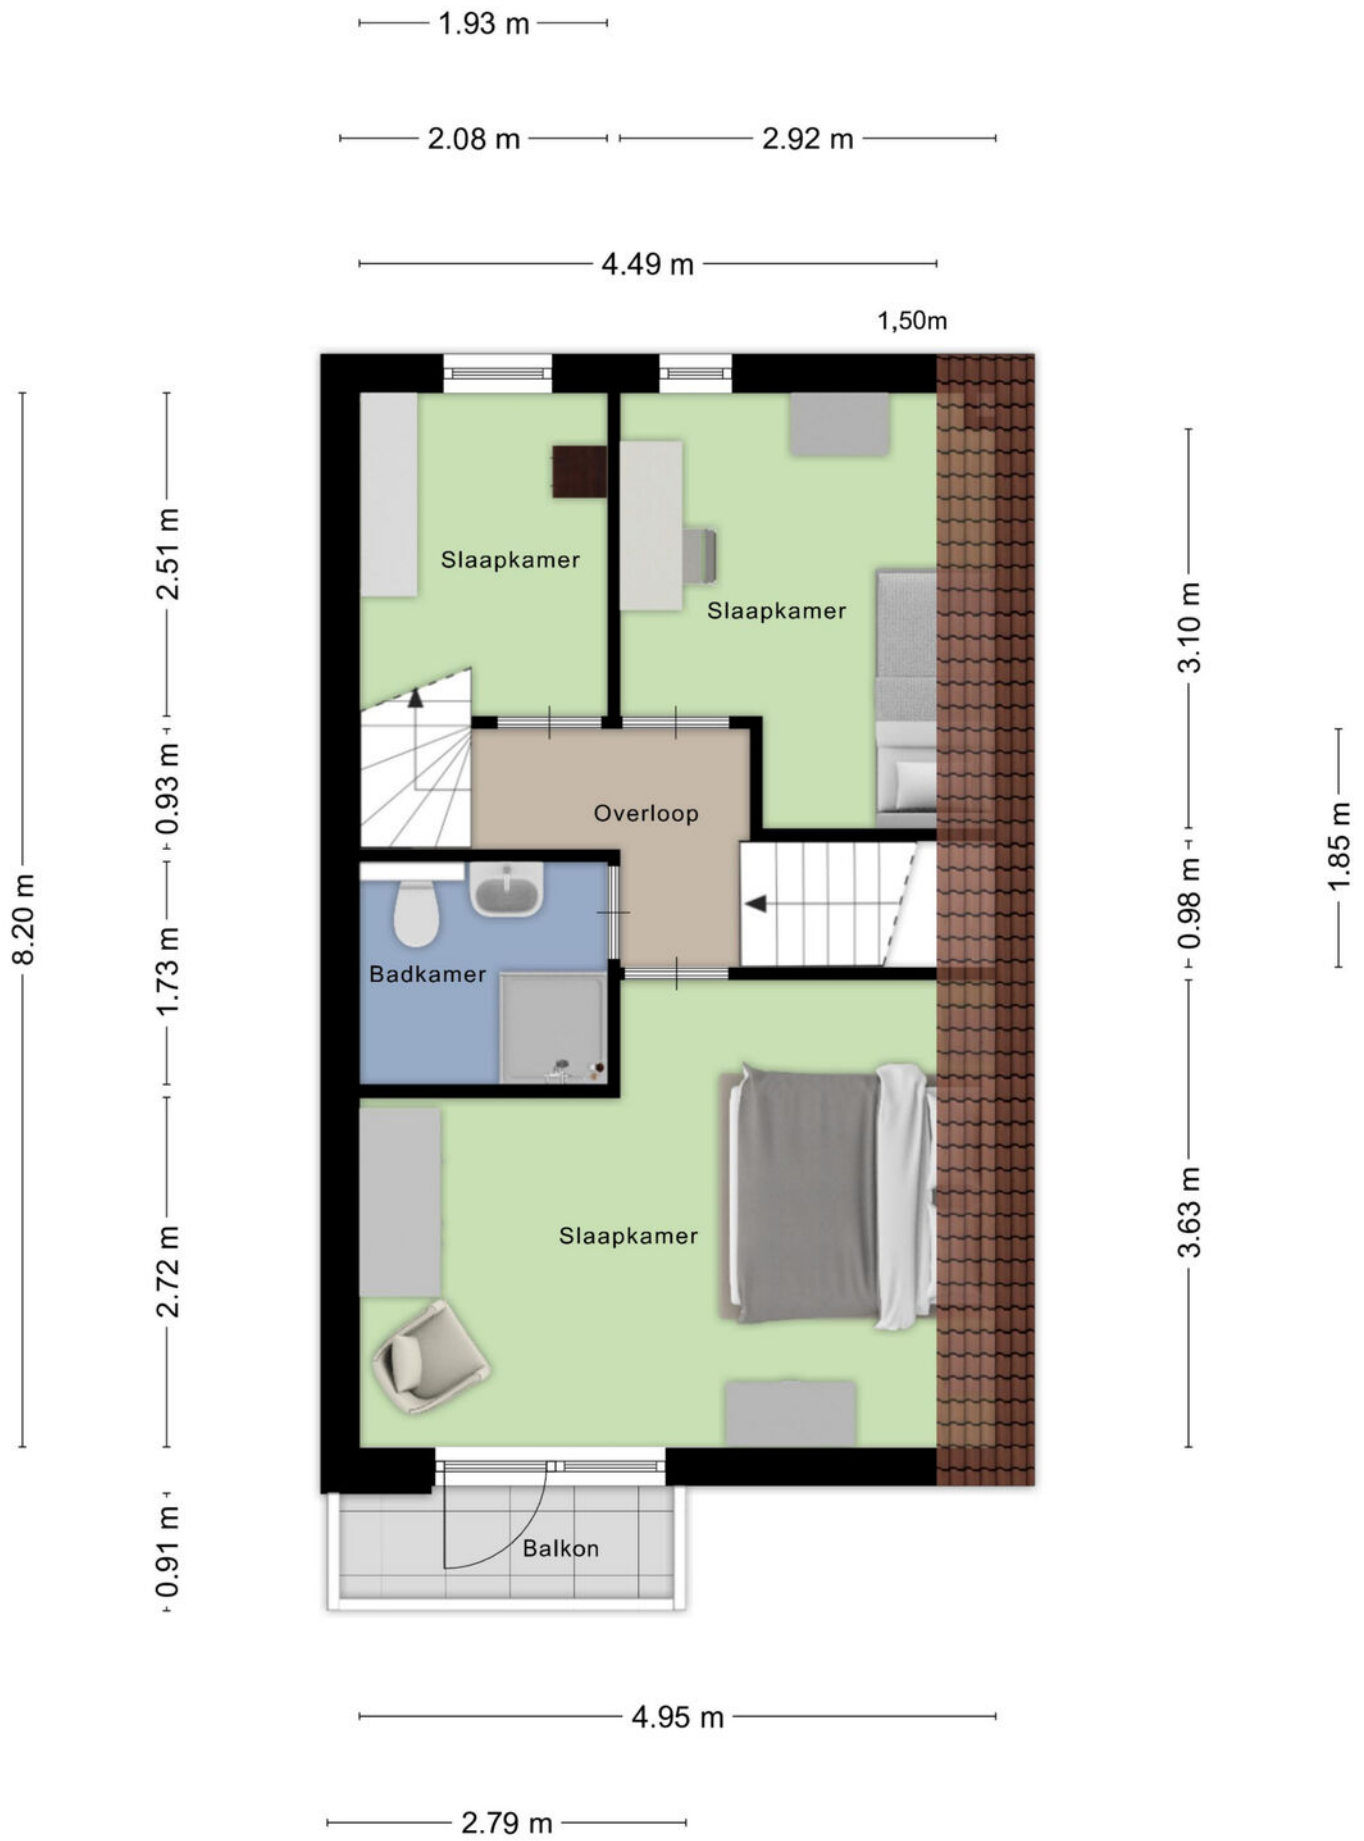 1.93 m
2.08 m
2.92 m
4.49 m
1,50m
2.51 m
Slaapkamer
Slaapkamer
3.10 m
0.93 m
Overloop
1.85 m
8.20 m
0.98 m
1.73 m
Badkamer
3.63 m
Slaapkamer
2.72 m
0.91 m
Balkon
4.95 m
2.79 m